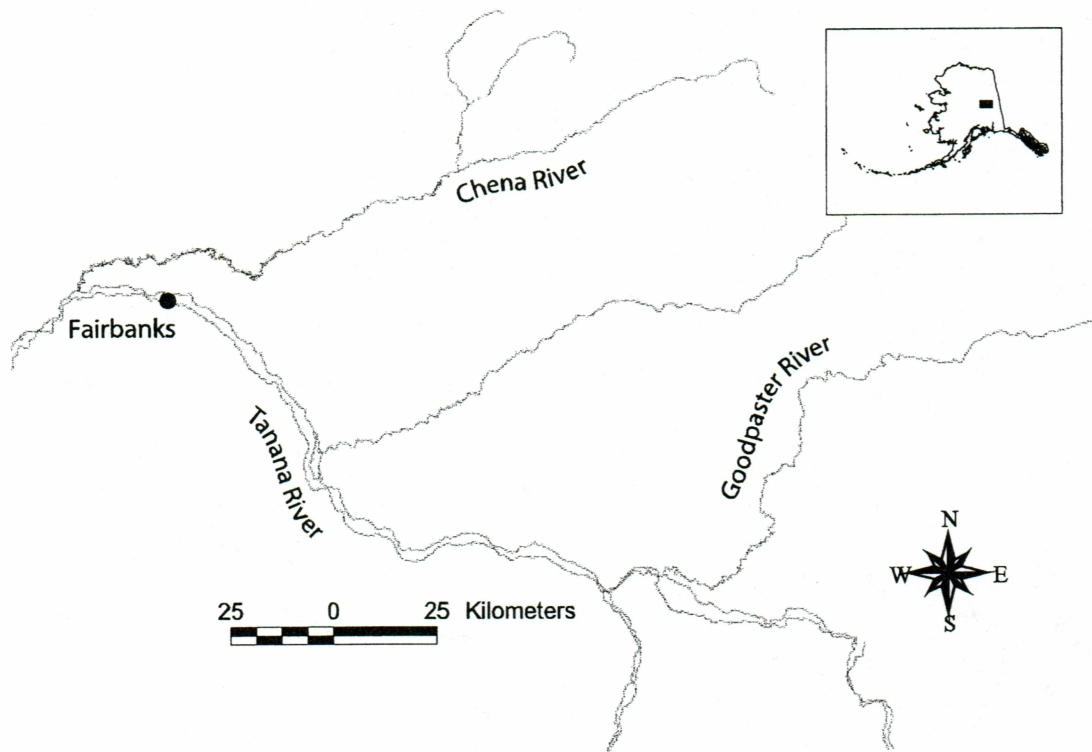 Chena River
Fairbanks
Goodpaster River
Tanana River
N
W E
S
25 0 25 Kilometers